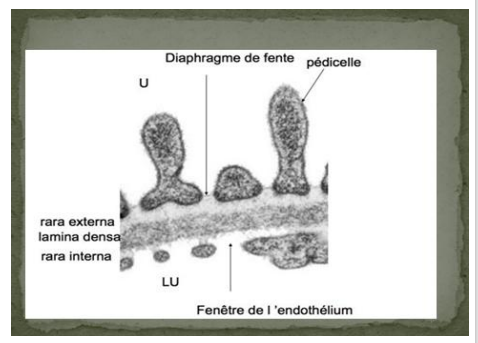 Diaphragme de fente
pédicelle
U
rara externa
lamina densa
rara interna
LU
Fenêtre de l 'endothélium